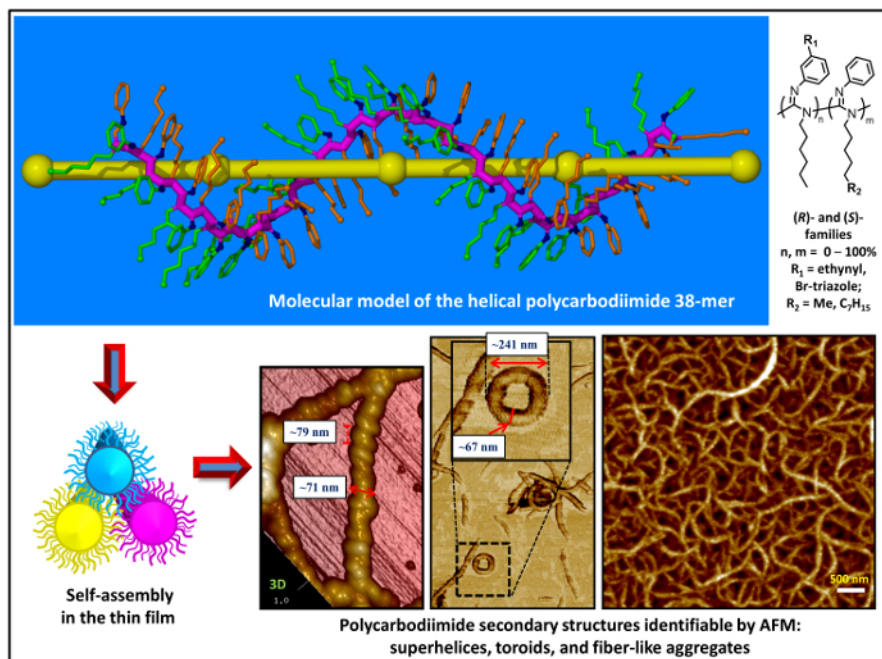 R₁
N
N
N
n
N
m
R₂
(R)- and (S)-
families
n, m = 0 – 100%
R₁ = ethynyl,
Br-triazole;
R₂ = Me, C₇H₁₅
Molecular model of the helical polycarbodiimide 38-mer
~79 nm
~71 nm
3D
1.0
~241 nm
~67 nm
500 nm
Self-assembly
in the thin film
Polycarbodiimide secondary structures identifiable by AFM:
superhelices, toroids, and fiber-like aggregates